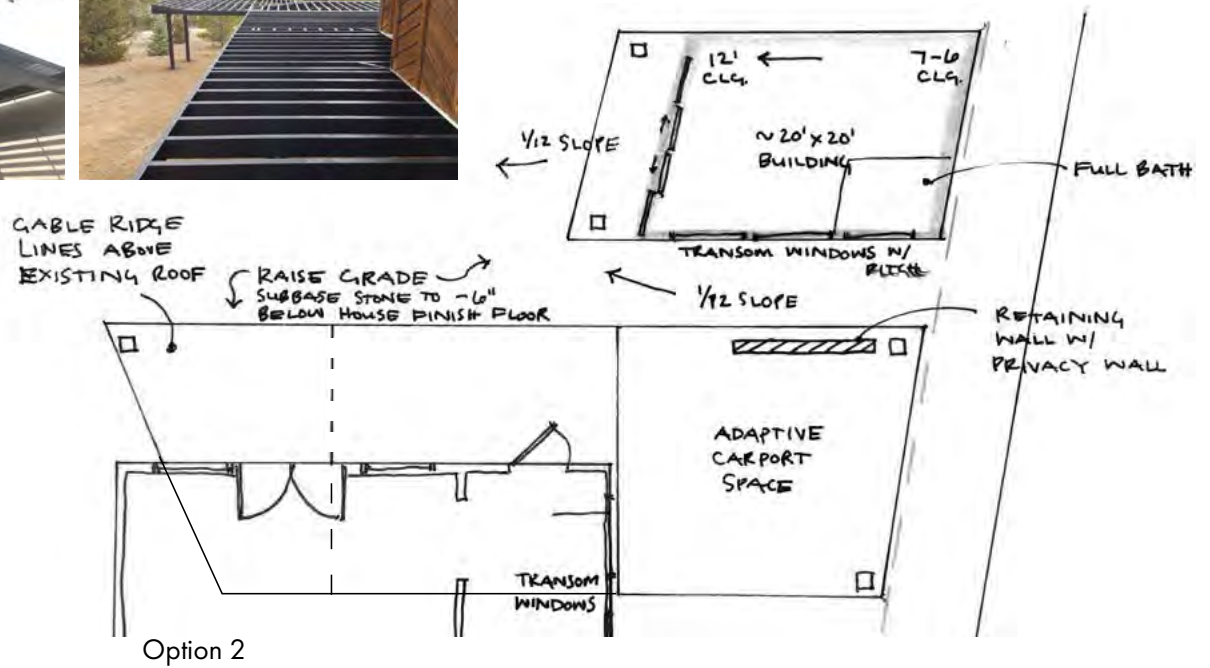 12' ← 7-6
CLG. CLG.
1/12 SLOPE
~20'x20'
BUILDING
FULL BATH
TRANSOM WINDOWS W/
GABLE RIDGE
LINES ABOVE
EXISTING ROOF
RAISE GRADE
SUBBASE STONE TO -6"
BELOW HOUSE FINISH FLOOR
1/12 SLOPE
RETAINING
WALL W/
PRIVACY WALL
ADAPTIVE
CARPORT
SPACE
TRANSOM
WINDOWS
Option 2